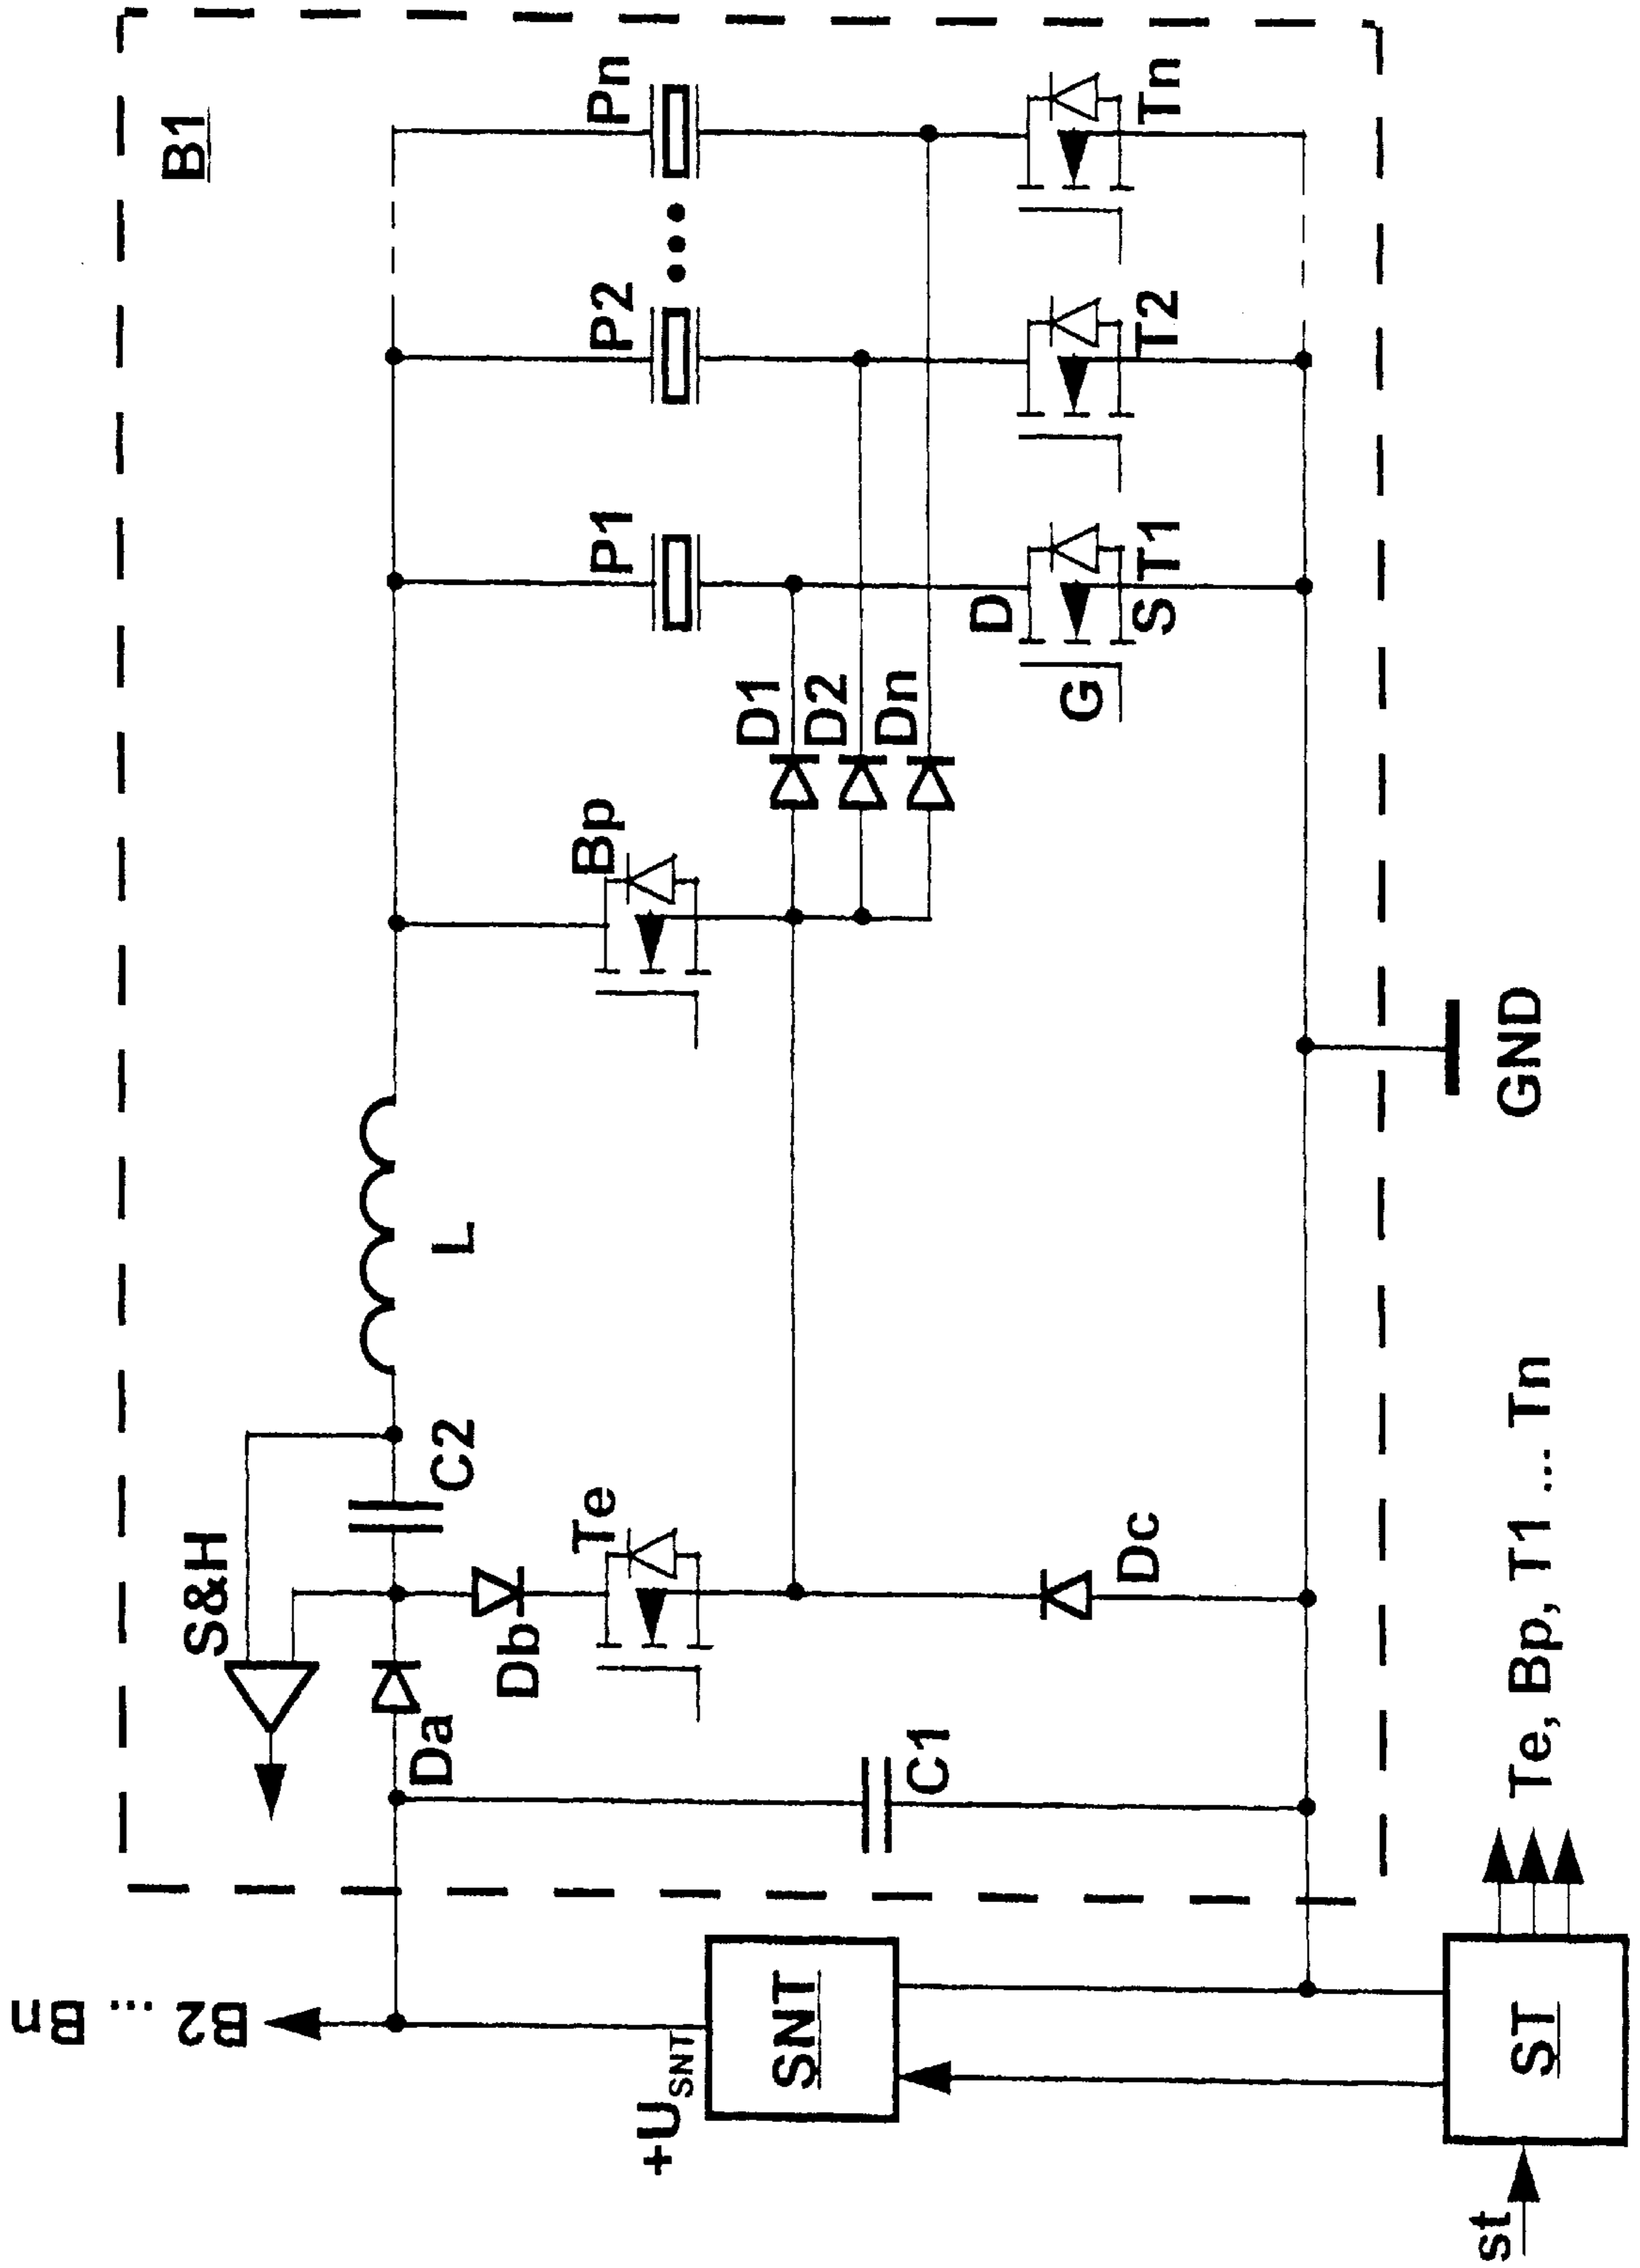 B1
Pn
P2
P1
Bp
L
C2
S&H
Te
Db
Da
Dc
C1
D1
D2
Dn
D
G
S
T1
T2
Tn
GND
B2 ... Bn
+U_SNT
SNT
ST
st
Te, Bp, T1 ... Tn